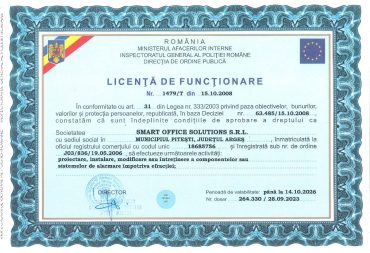 ROMÂNIA
MINISTERUL AFACERILOR INTERNE
INSPECTORATUL GENERAL AL POLIȚIEI ROMÂNE
DIRECȚIA DE ORDINE PUBLICĂ
LICENȚĂ DE FUNCȚIONARE
Nr. 1479/T din 15.10.2008
În conformitate cu art. 31 din Legea nr. 333/2003 privind paza obiectivelor, bunurilor,
valorilor și protecția persoanelor, republicată, în baza Deciziei nr. 63.485/15.10.2008,
constatăm că sunt îndeplinite condițiile de aprobare a dreptului ca
Societatea SMART OFFICE SOLUTIONS S.R.L.
cu sediul social în MUNICIPUL PITEȘTI, JUDEȚUL ARGEȘ, înmatriculată la
oficiul registrului comerțului cu codul unic 18685756 și înregistrată sub nr. de ordine
J03/836/19.05.2006, să efectueze următoarele activități:
proiectare, instalare, modificare sau întreținere a componentelor sau
sistemelor de alarmare împotriva efracției;
DIRECTOR
Perioadă de valabilitate: până la 14.10.2026
Nr. dosar 264.330 / 28.09.2023